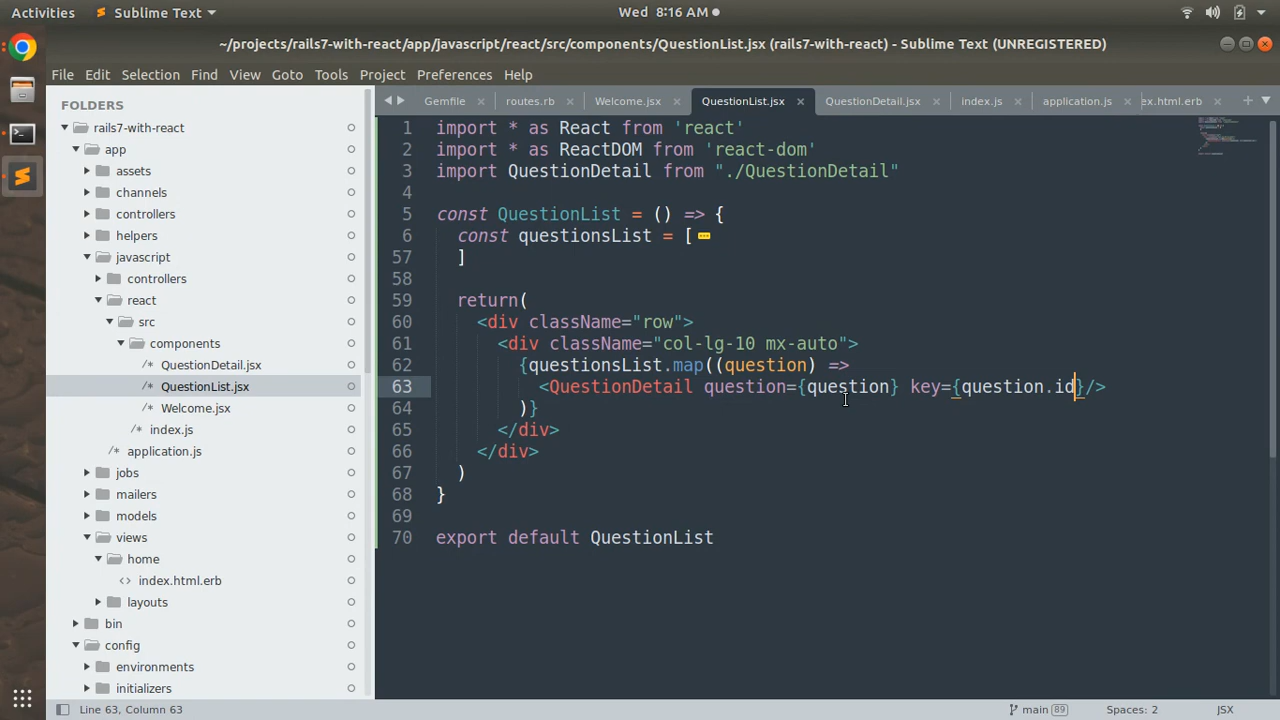 Activities Sublime Text Wed 8:16 AM
~/projects/rails7-with-react/app/javascript/react/src/components/QuestionList.jsx (rails7-with-react) - Sublime Text (UNREGISTERED)
File Edit Selection Find View Goto Tools Project Preferences Help
Gemfile routes.rb Welcome.jsx QuestionList.jsx QuestionDetail.jsx index.js application.js ex.html.erb
FOLDERS
rails7-with-react
app
assets
channels
controllers
helpers
javascript
controllers
react
src
components
/* QuestionDetail.jsx
/* QuestionList.jsx
/* Welcome.jsx
/* index.js
/* application.js
jobs
mailers
models
views
home
<> index.html.erb
layouts
bin
config
environments
initializers
1 import * as React from 'react'
2 import * as ReactDOM from 'react-dom'
3 import QuestionDetail from "./QuestionDetail"
4
5 const QuestionList = () => {
6 const questionsList = [
57 ]
58
59 return(
60 <div className="row">
61 <div className="col-lg-10 mx-auto">
62 {questionsList.map((question) =>
63 <QuestionDetail question={question} key={question.id}/>
64 )}
65 </div>
66 </div>
67 )
68 }
69
70 export default QuestionList
Line 63, Column 63 main 89 Spaces: 2 JSX